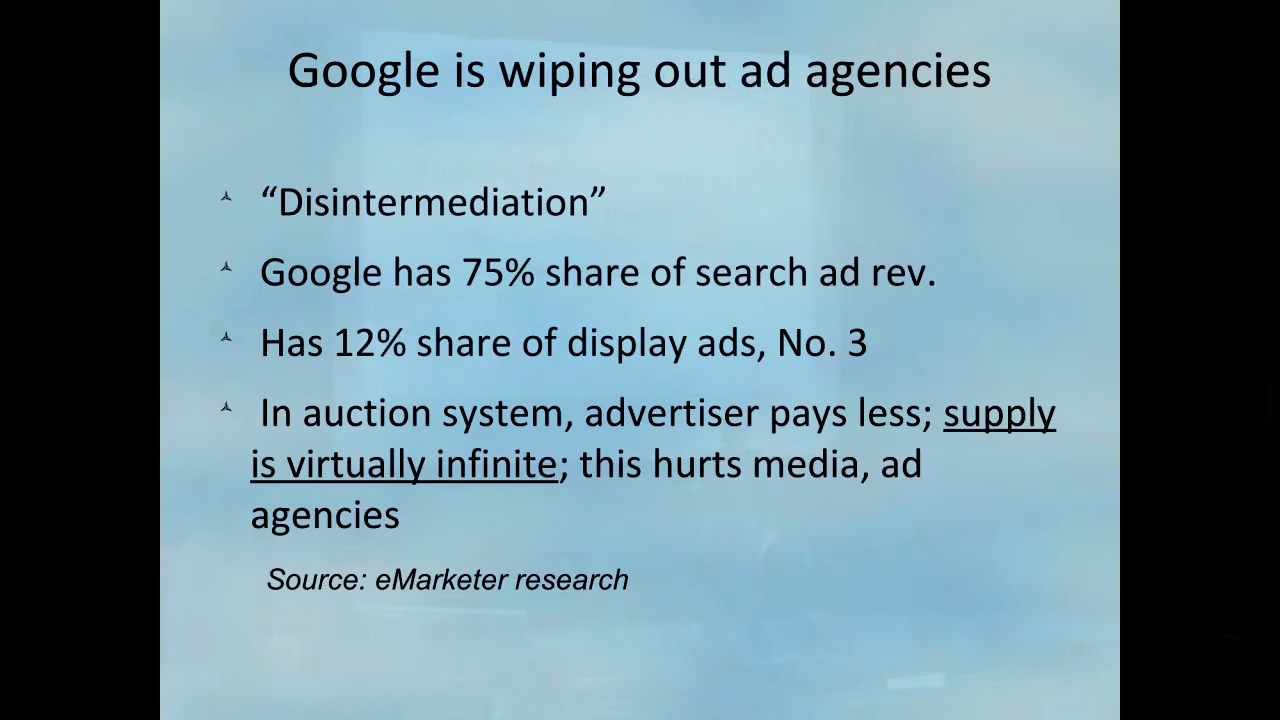 Google is wiping out ad agencies
“Disintermediation”
Google has 75% share of search ad rev.
Has 12% share of display ads, No. 3
In auction system, advertiser pays less; supply
is virtually infinite; this hurts media, ad
agencies
Source: eMarketer research